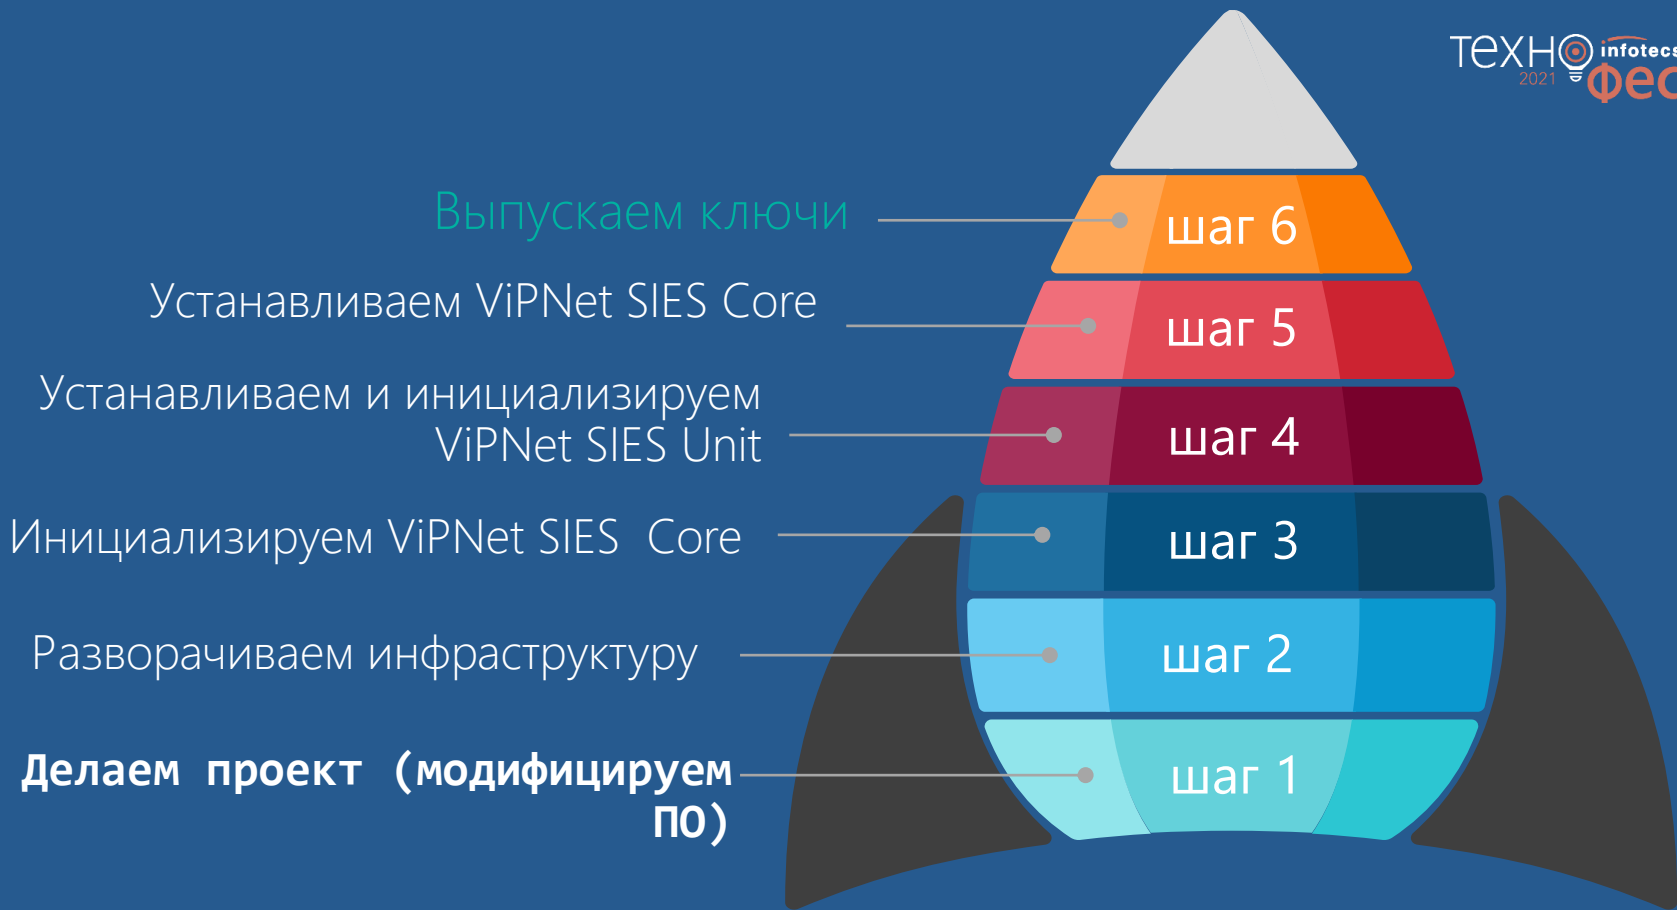 техно infotecs
2021 фес
Выпускаем ключи
шаг 6
Устанавливаем ViPNet SIES Core
шаг 5
Устанавливаем и инициализируем
ViPNet SIES Unit
шаг 4
Инициализируем ViPNet SIES Core
шаг 3
Разворачиваем инфраструктуру
шаг 2
Делаем проект (модифицируем
ПО)
шаг 1